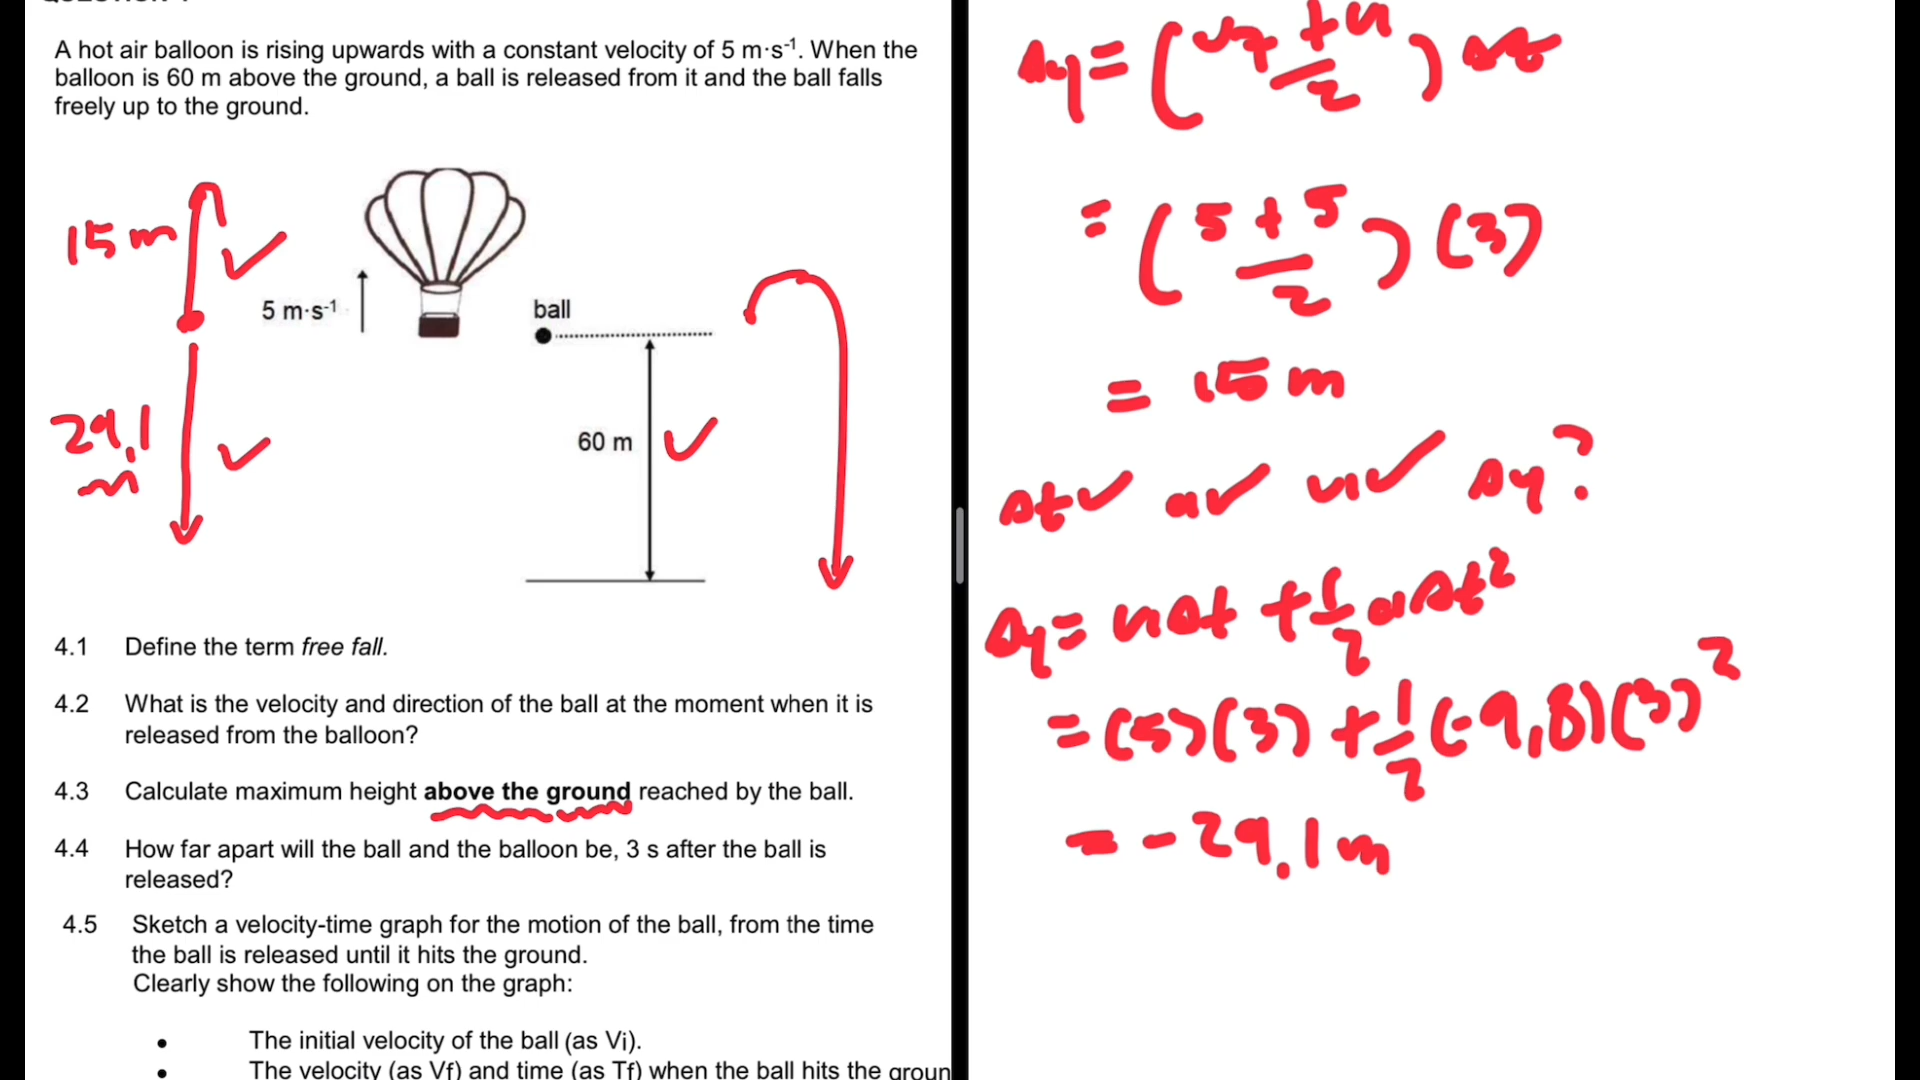 A hot air balloon is rising upwards with a constant velocity of 5 m·s⁻¹. When the
balloon is 60 m above the ground, a ball is released from it and the ball falls
freely up to the ground.
15 m
5 m·s⁻¹
ball
29,1
m
60 m
4.1 Define the term free fall.
4.2 What is the velocity and direction of the ball at the moment when it is
released from the balloon?
4.3 Calculate maximum height above the ground reached by the ball.
4.4 How far apart will the ball and the balloon be, 3 s after the ball is
released?
4.5 Sketch a velocity-time graph for the motion of the ball, from the time
the ball is released until it hits the ground.
Clearly show the following on the graph:
• The initial velocity of the ball (as Vi).
• The velocity (as Vf) and time (as Tf) when the ball hits the groun
Δy = (vf + vi / 2) Δt
= (5 + 5 / 2) (3)
= 15 m
Δt ✓ a ✓ vi ✓ Δy ?
Δy = viΔt + 1/2 aΔt²
= (5)(3) + 1/2 (-9,8)(3)²
= -29,1 m